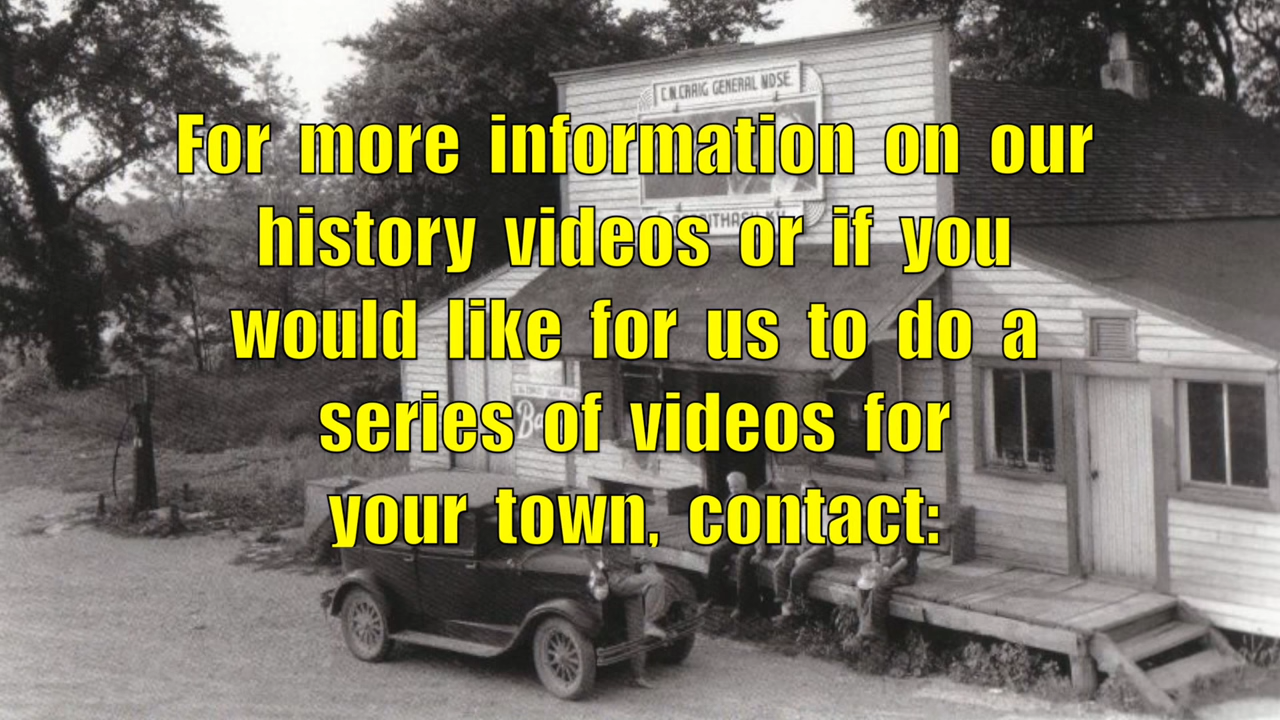 C.N.CRAIG GENERAL MDSE.
For more information on our
history videos or if you
would like for us to do a
series of videos for
your town, contact: